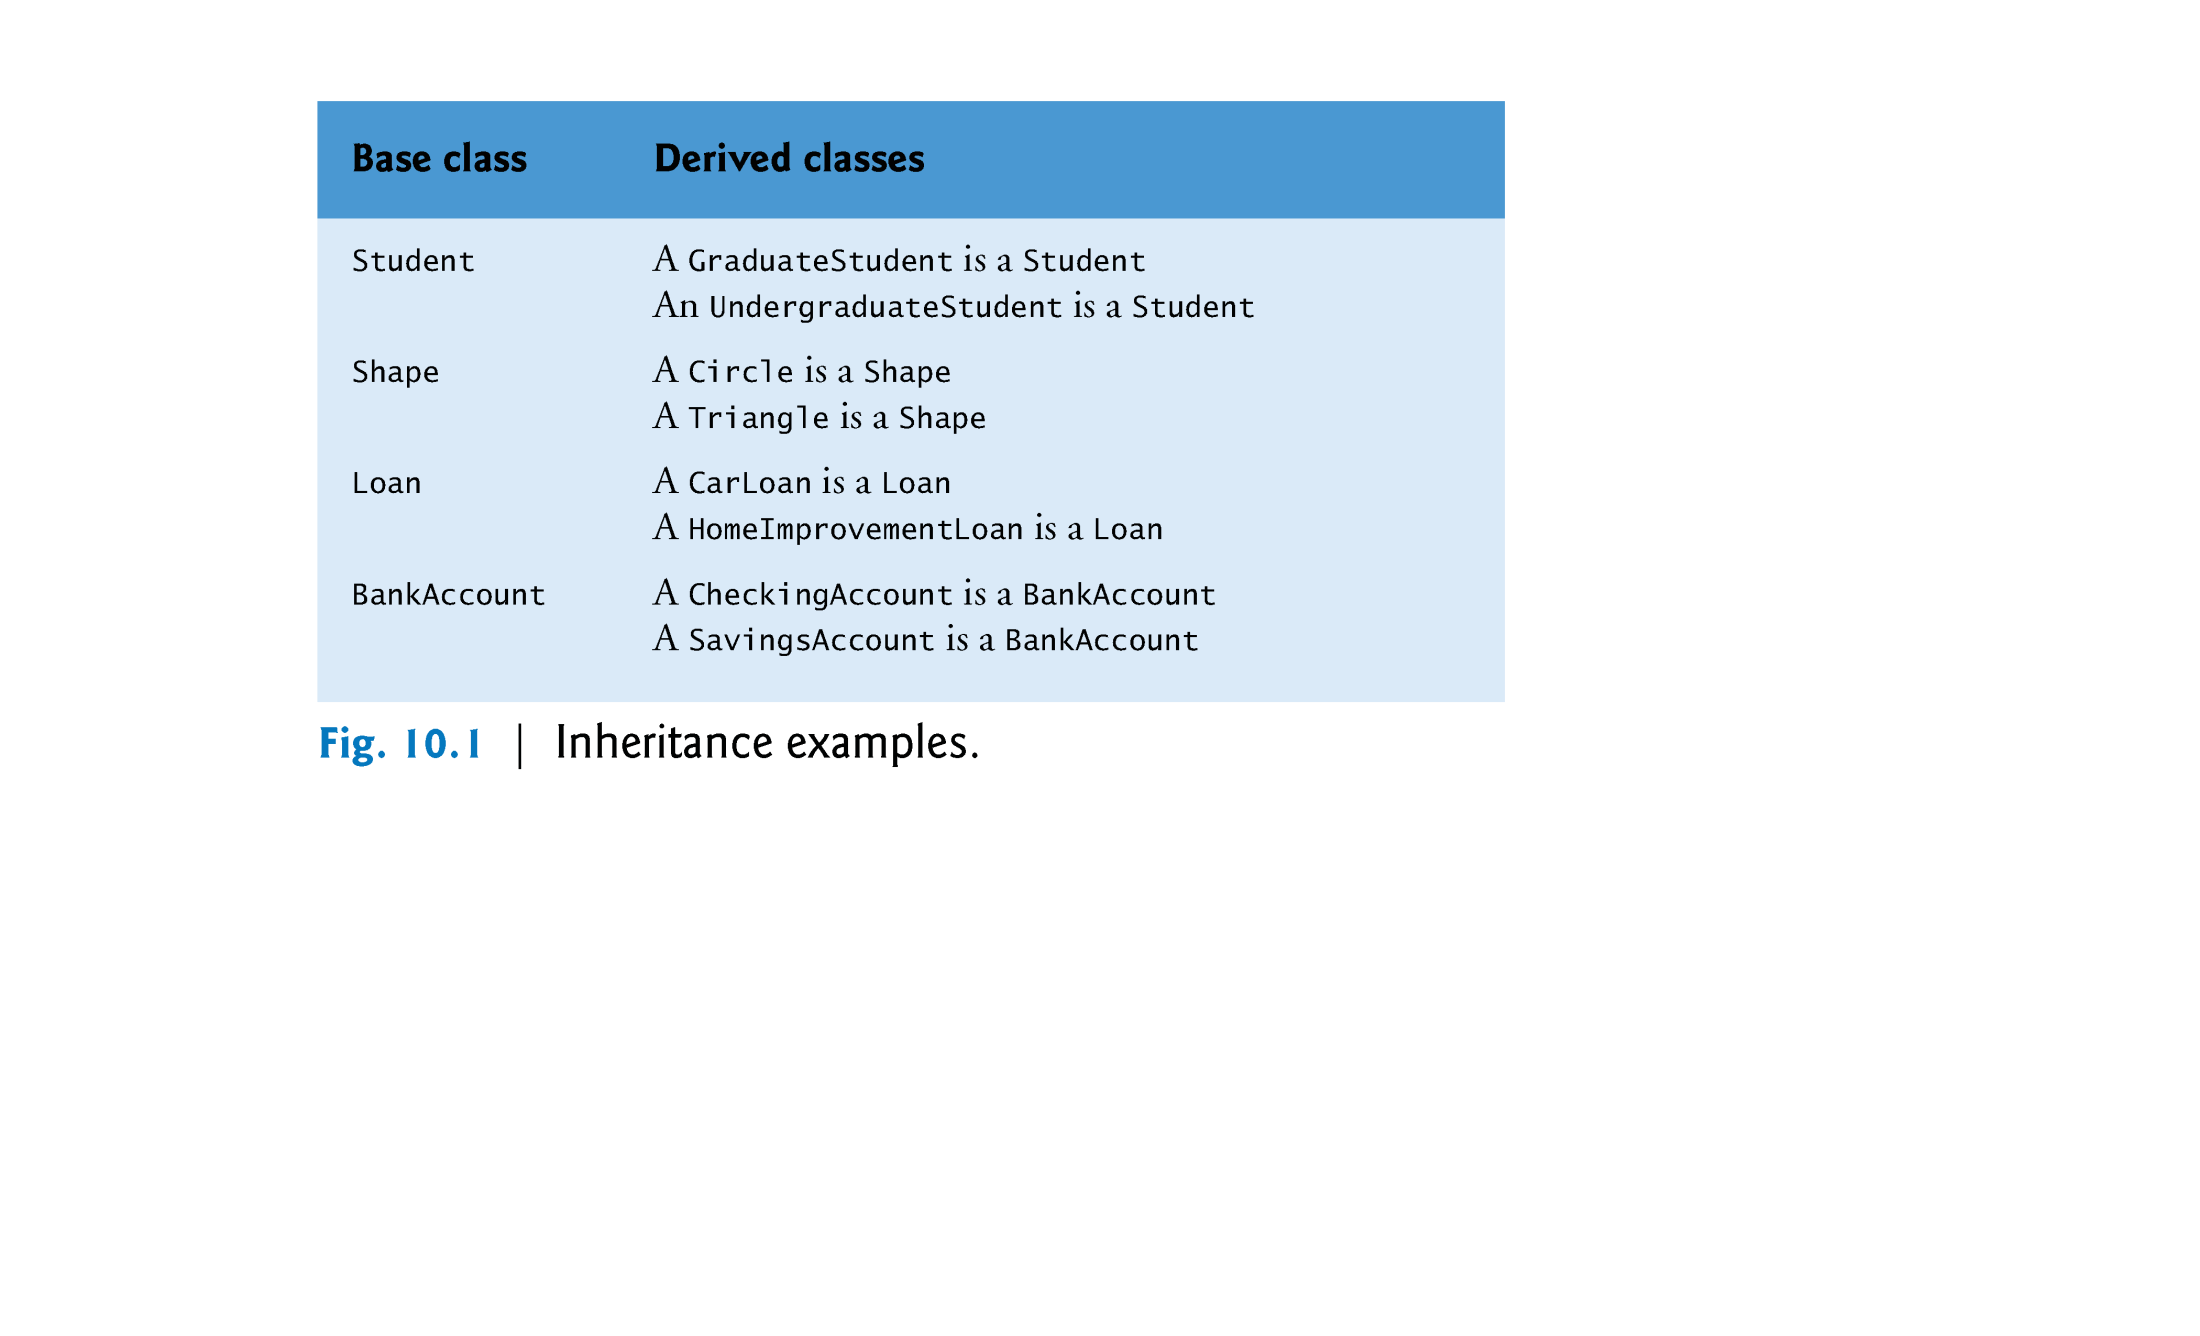 Base class Derived classes
Student A GraduateStudent is a Student
An UndergraduateStudent is a Student
Shape A Circle is a Shape
A Triangle is a Shape
Loan A CarLoan is a Loan
A HomeImprovementLoan is a Loan
BankAccount A CheckingAccount is a BankAccount
A SavingsAccount is a BankAccount
Fig. 10.1 | Inheritance examples.